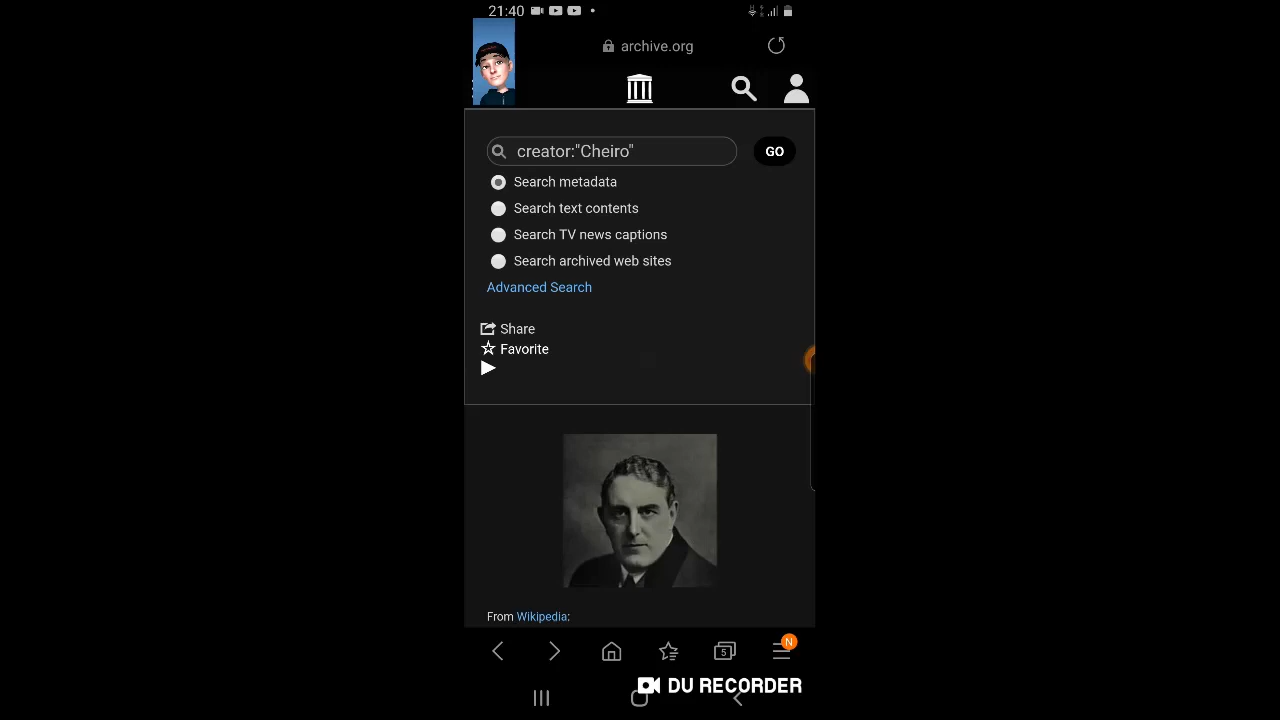 21:40
archive.org
creator:"Cheiro"
GO
Search metadata
Search text contents
Search TV news captions
Search archived web sites
Advanced Search
Share
Favorite
From Wikipedia:
5
N
DU RECORDER